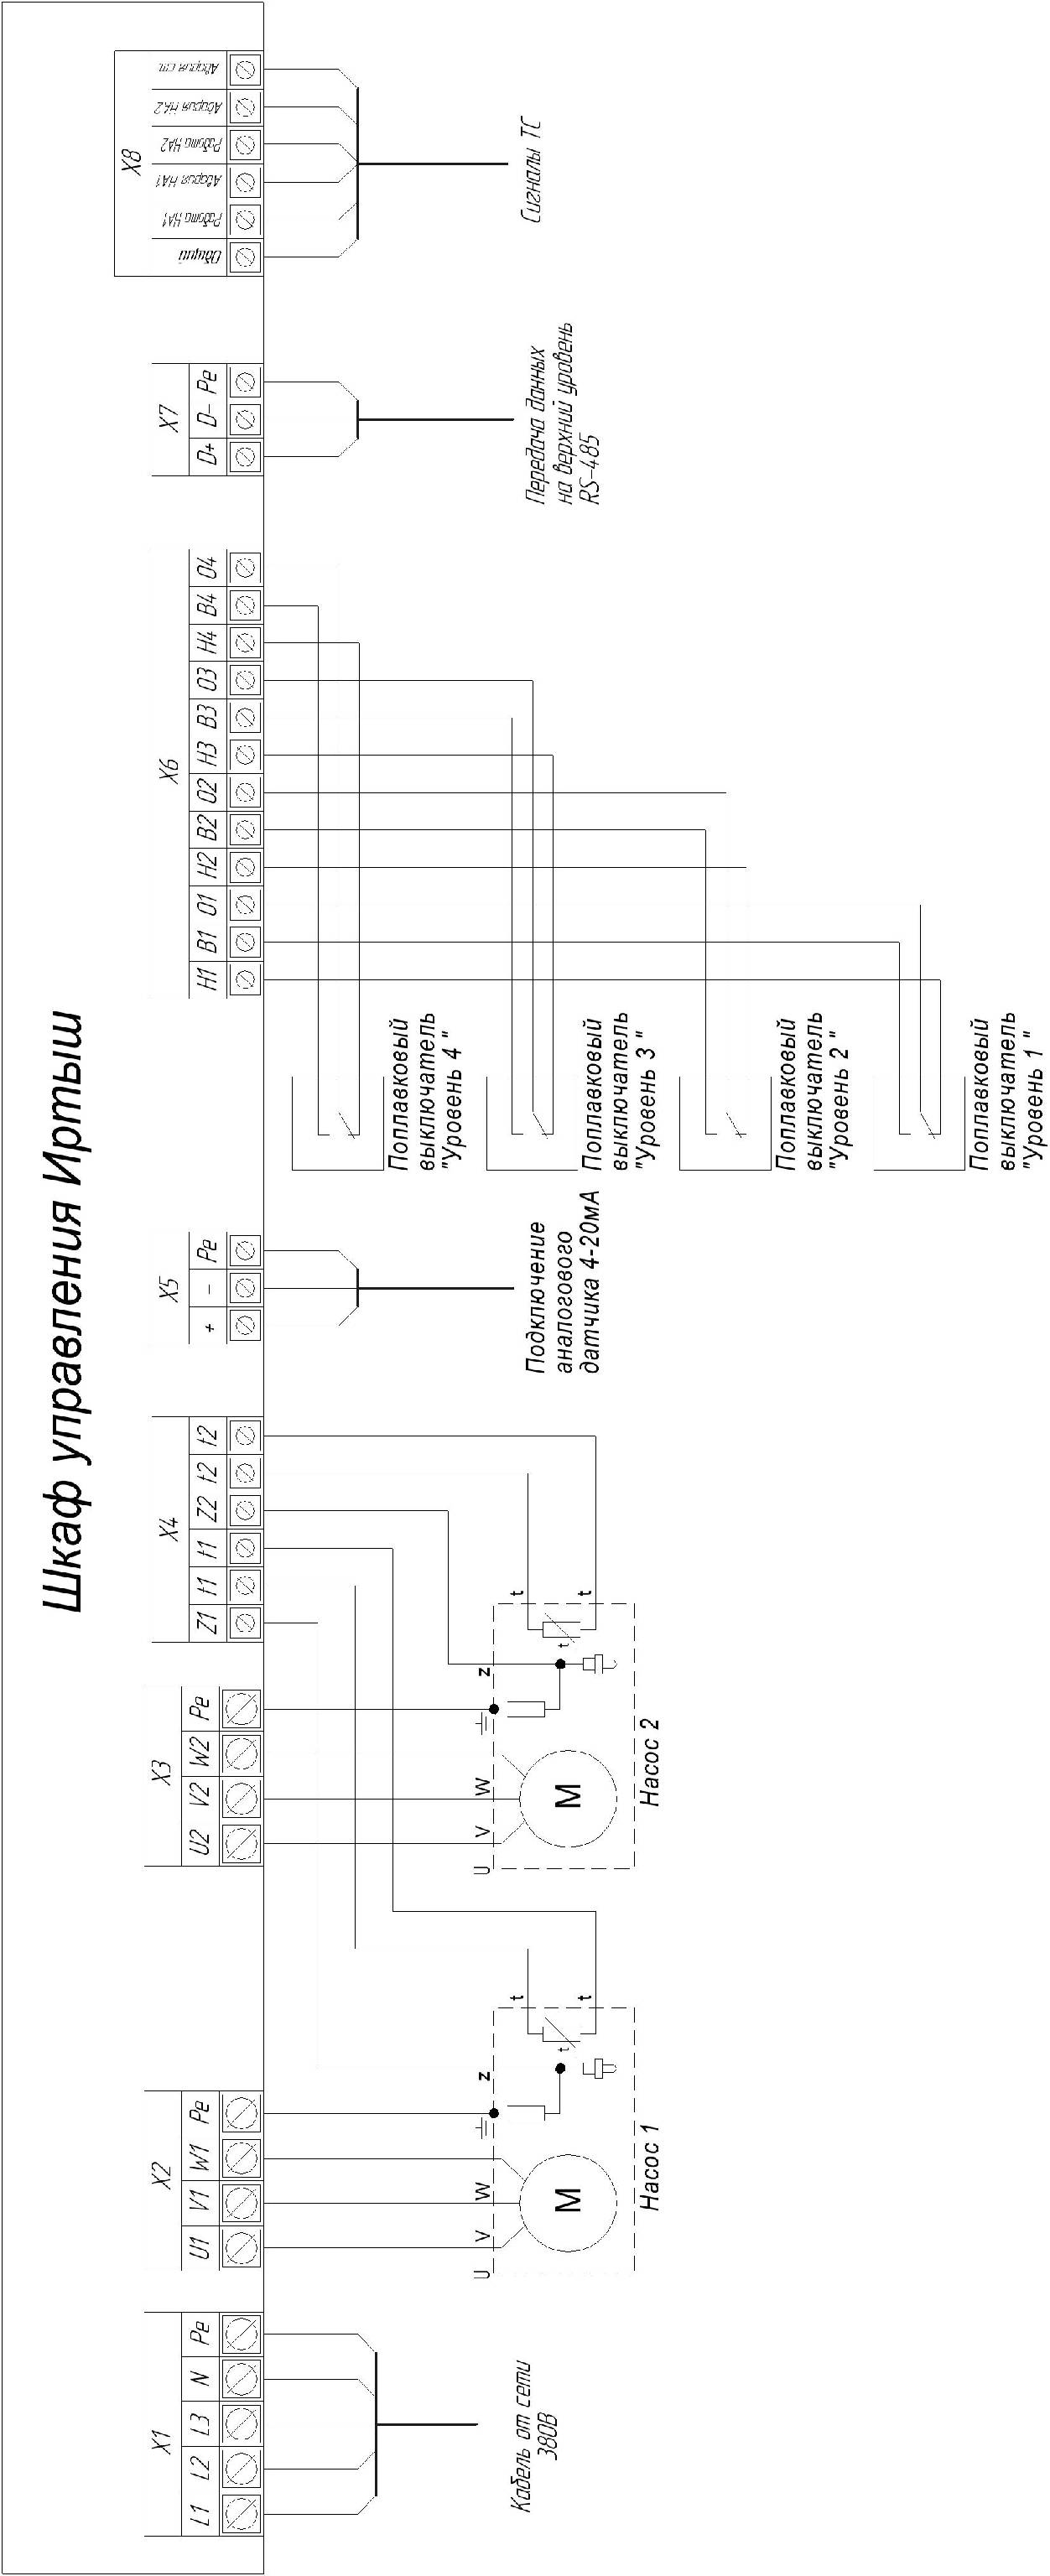 Шкаф управления Иртыш
X1
L1 L2 L3 N Pe
Кабель от сети
380В
X2
U1 V1 W1 Pe
U V W z t t
t
M
Насос 1
X3
U2 V2 W2 Pe
U V W z t t
t
M
Насос 2
X4
Z1 t1 t1 Z2 t2 t2
X5
+ - Pe
Подключение
аналогового
датчика 4-20мА
X6
H1 B1 O1 H2 B2 O2 H3 B3 O3 H4 B4 O4
Поплавковый
выключатель
"Уровень 4 "
Поплавковый
выключатель
"Уровень 3 "
Поплавковый
выключатель
"Уровень 2 "
Поплавковый
выключатель
"Уровень 1 "
X7
D+ D- Pe
Передача данных
на верхний уровень
RS-485
X8
Общий
Работа НА1
Авария НА1
Работа НА2
Авария НА2
Авария ст.
Сигналы ТС